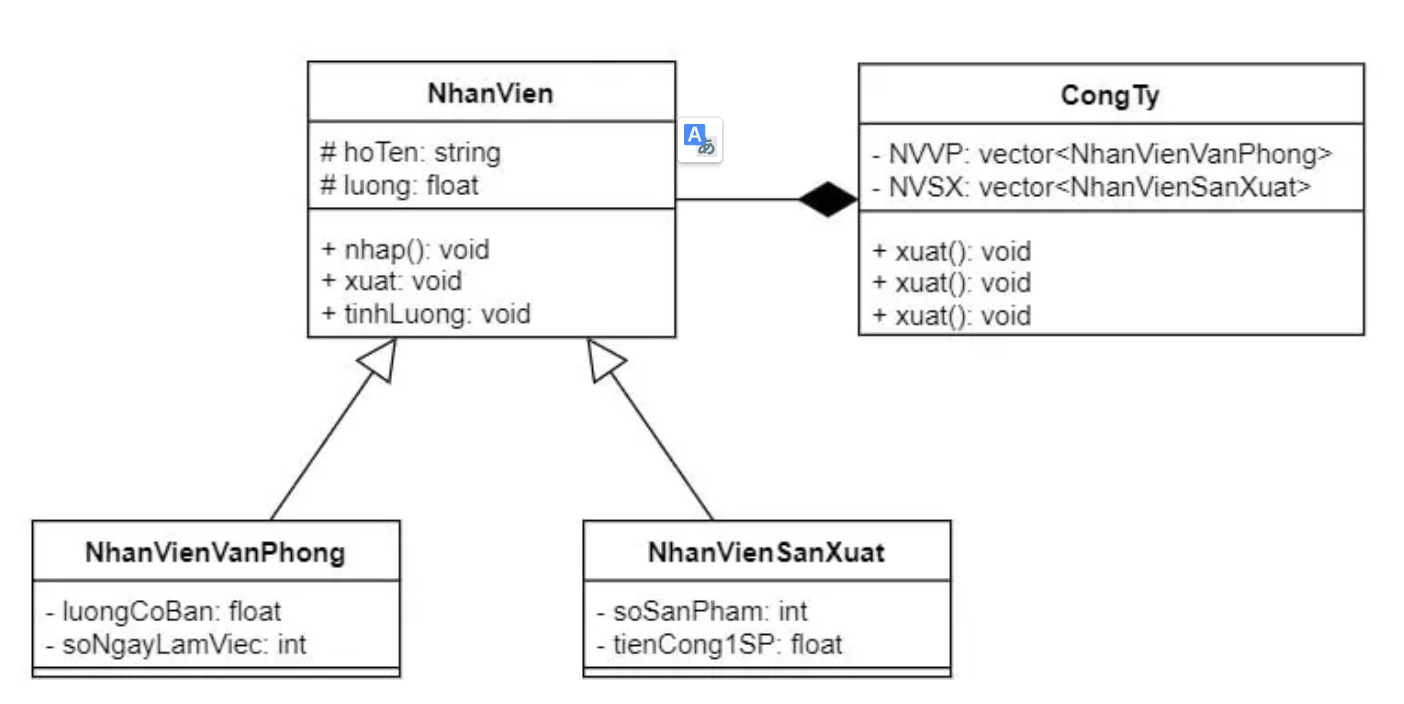 NhanVien
# hoTen: string
# luong: float
+ nhap(): void
+ xuat: void
+ tinhLuong: void
A あ
CongTy
- NVVP: vector<NhanVienVanPhong>
- NVSX: vector<NhanVienSanXuat>
+ xuat(): void
+ xuat(): void
+ xuat(): void
NhanVienVanPhong
- luongCoBan: float
- soNgayLamViec: int
NhanVienSanXuat
- soSanPham: int
- tienCong1SP: float